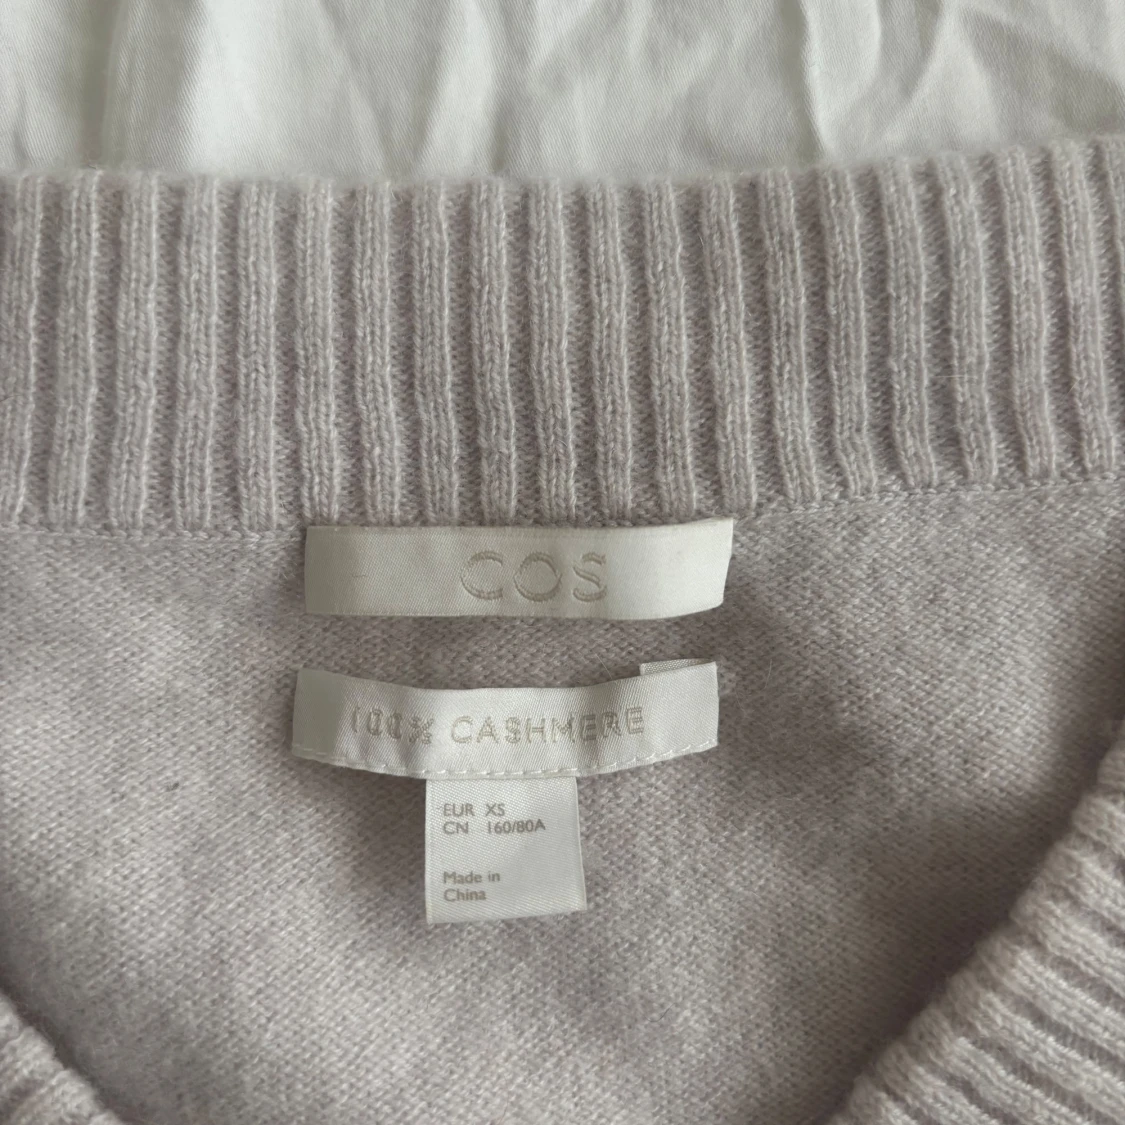 COS
100% CASHMERE
EUR XS
CN 160/80A
Made in
China